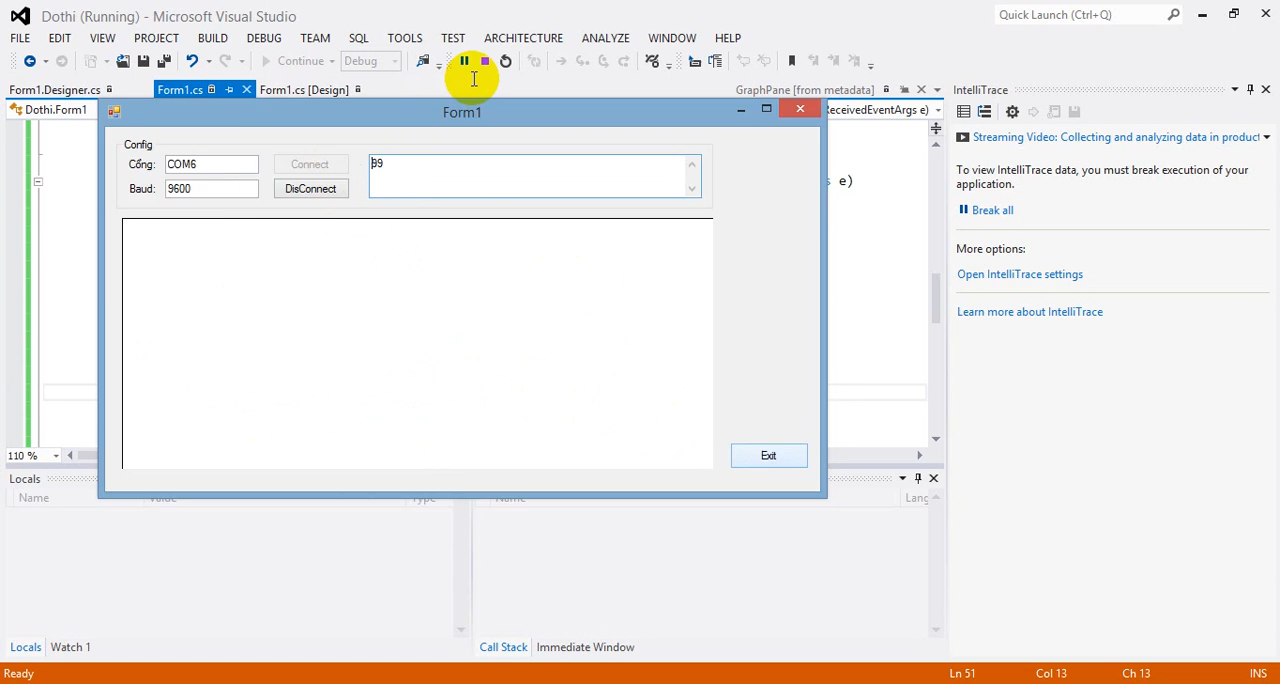 Dothi (Running) - Microsoft Visual Studio
Quick Launch (Ctrl+Q)
FILE EDIT VIEW PROJECT BUILD DEBUG TEAM SQL TOOLS TEST ARCHITECTURE ANALYZE WINDOW HELP
Continue Debug
Form1.Designer.cs Form1.cs Form1.cs [Design] GraphPane [from metadata] IntelliTrace
Dothi.Form1 Form1 ReceivedEventArgs e)
Streaming Video: Collecting and analyzing data in product
Config
Cổng: COM6 Connect 99
To view IntelliTrace data, you must break execution of your
application.
s e)
Baud: 9600 DisConnect
Break all
More options:
Open IntelliTrace settings
Learn more about IntelliTrace
Exit
110 %
Locals
Name Value Type Name Lang
Locals Watch 1 Call Stack Immediate Window
Ready Ln 51 Col 13 Ch 13 INS